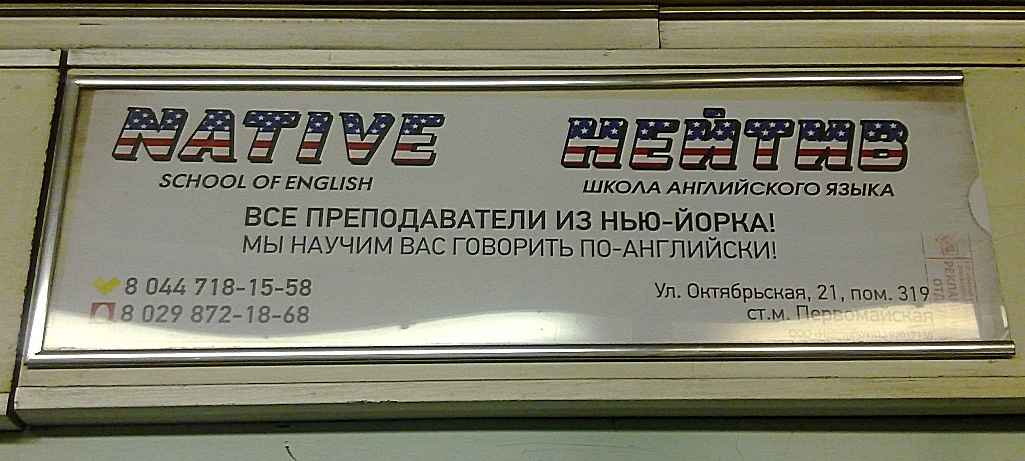 NATIVE
SCHOOL OF ENGLISH
НЕЙТИВ
ШКОЛА АНГЛИЙСКОГО ЯЗЫКА
ВСЕ ПРЕПОДАВАТЕЛИ ИЗ НЬЮ-ЙОРКА!
МЫ НАУЧИМ ВАС ГОВОРИТЬ ПО-АНГЛИЙСКИ!
8 044 718-15-58
8 029 872-18-68
Ул. Октябрьская, 21, пом. 319
ст.м. Первомайская